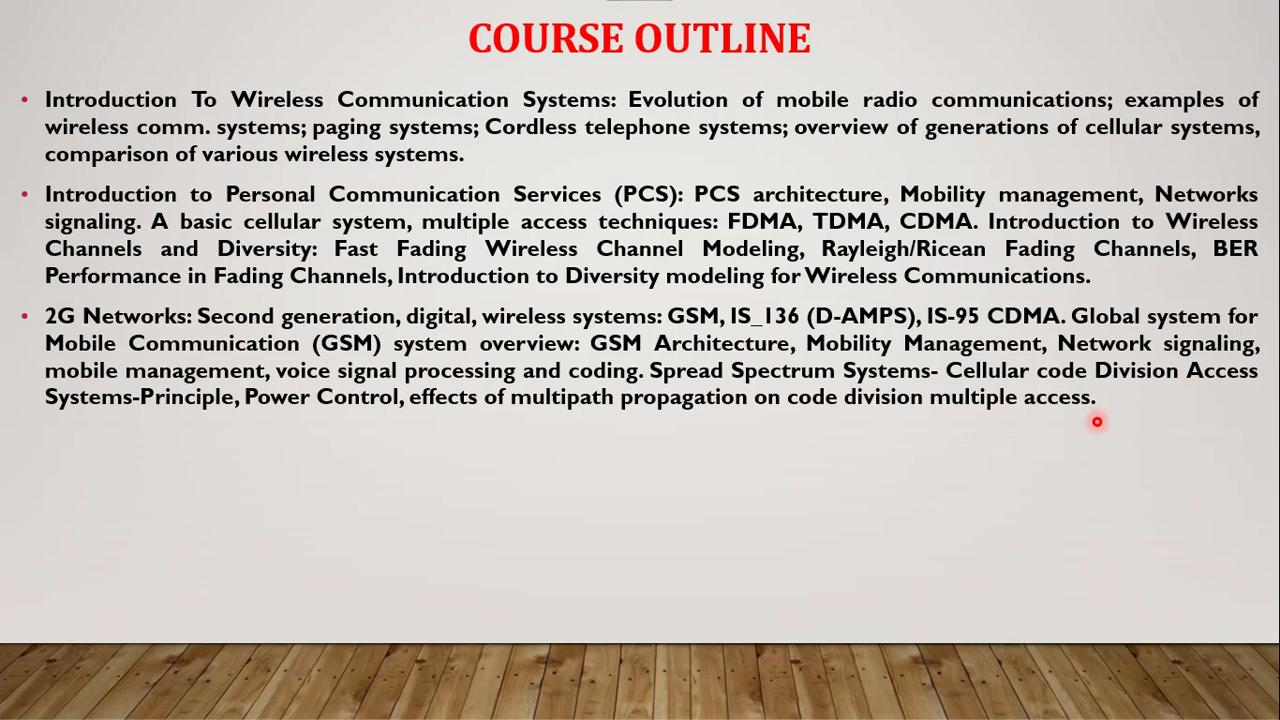 COURSE OUTLINE
• Introduction To Wireless Communication Systems: Evolution of mobile radio communications; examples of
wireless comm. systems; paging systems; Cordless telephone systems; overview of generations of cellular systems,
comparison of various wireless systems.
• Introduction to Personal Communication Services (PCS): PCS architecture, Mobility management, Networks
signaling. A basic cellular system, multiple access techniques: FDMA, TDMA, CDMA. Introduction to Wireless
Channels and Diversity: Fast Fading Wireless Channel Modeling, Rayleigh/Ricean Fading Channels, BER
Performance in Fading Channels, Introduction to Diversity modeling for Wireless Communications.
• 2G Networks: Second generation, digital, wireless systems: GSM, IS_136 (D-AMPS), IS-95 CDMA. Global system for
Mobile Communication (GSM) system overview: GSM Architecture, Mobility Management, Network signaling,
mobile management, voice signal processing and coding. Spread Spectrum Systems- Cellular code Division Access
Systems-Principle, Power Control, effects of multipath propagation on code division multiple access.